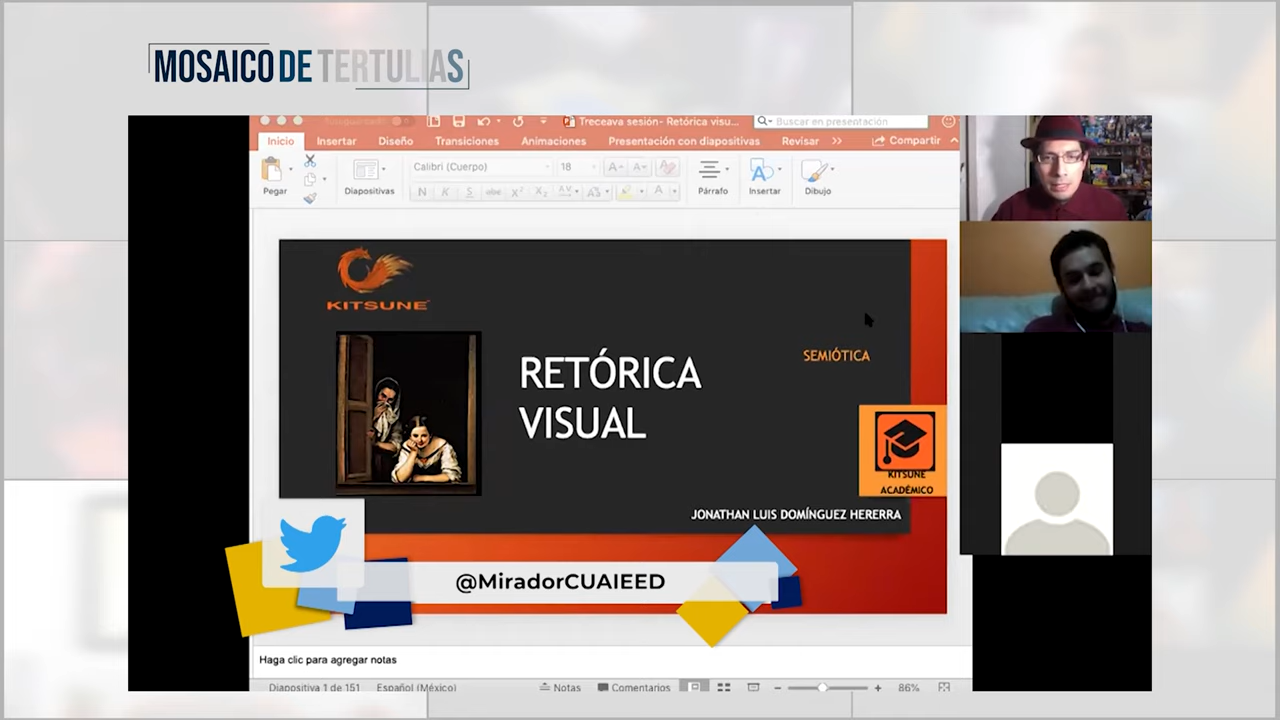 MOSAICO DE TERTULIAS
Treceava sesión- Retórica visu...
Buscar en presentación
Inicio
Insertar
Diseño
Transiciones
Animaciones
Presentación con diapositivas
Revisar
Compartir
Pegar
Diapositivas
Calibri (Cuerpo)
18
Párrafo
Insertar
Dibujo
KITSUNE
RETÓRICA
VISUAL
SEMIÓTICA
KITSUNE
ACADÉMICO
JONATHAN LUIS DOMÍNGUEZ HERERRA
@MiradorCUAIEED
Haga clic para agregar notas
Diapositiva 1 de 151
Español (México)
Notas
Comentarios
86%